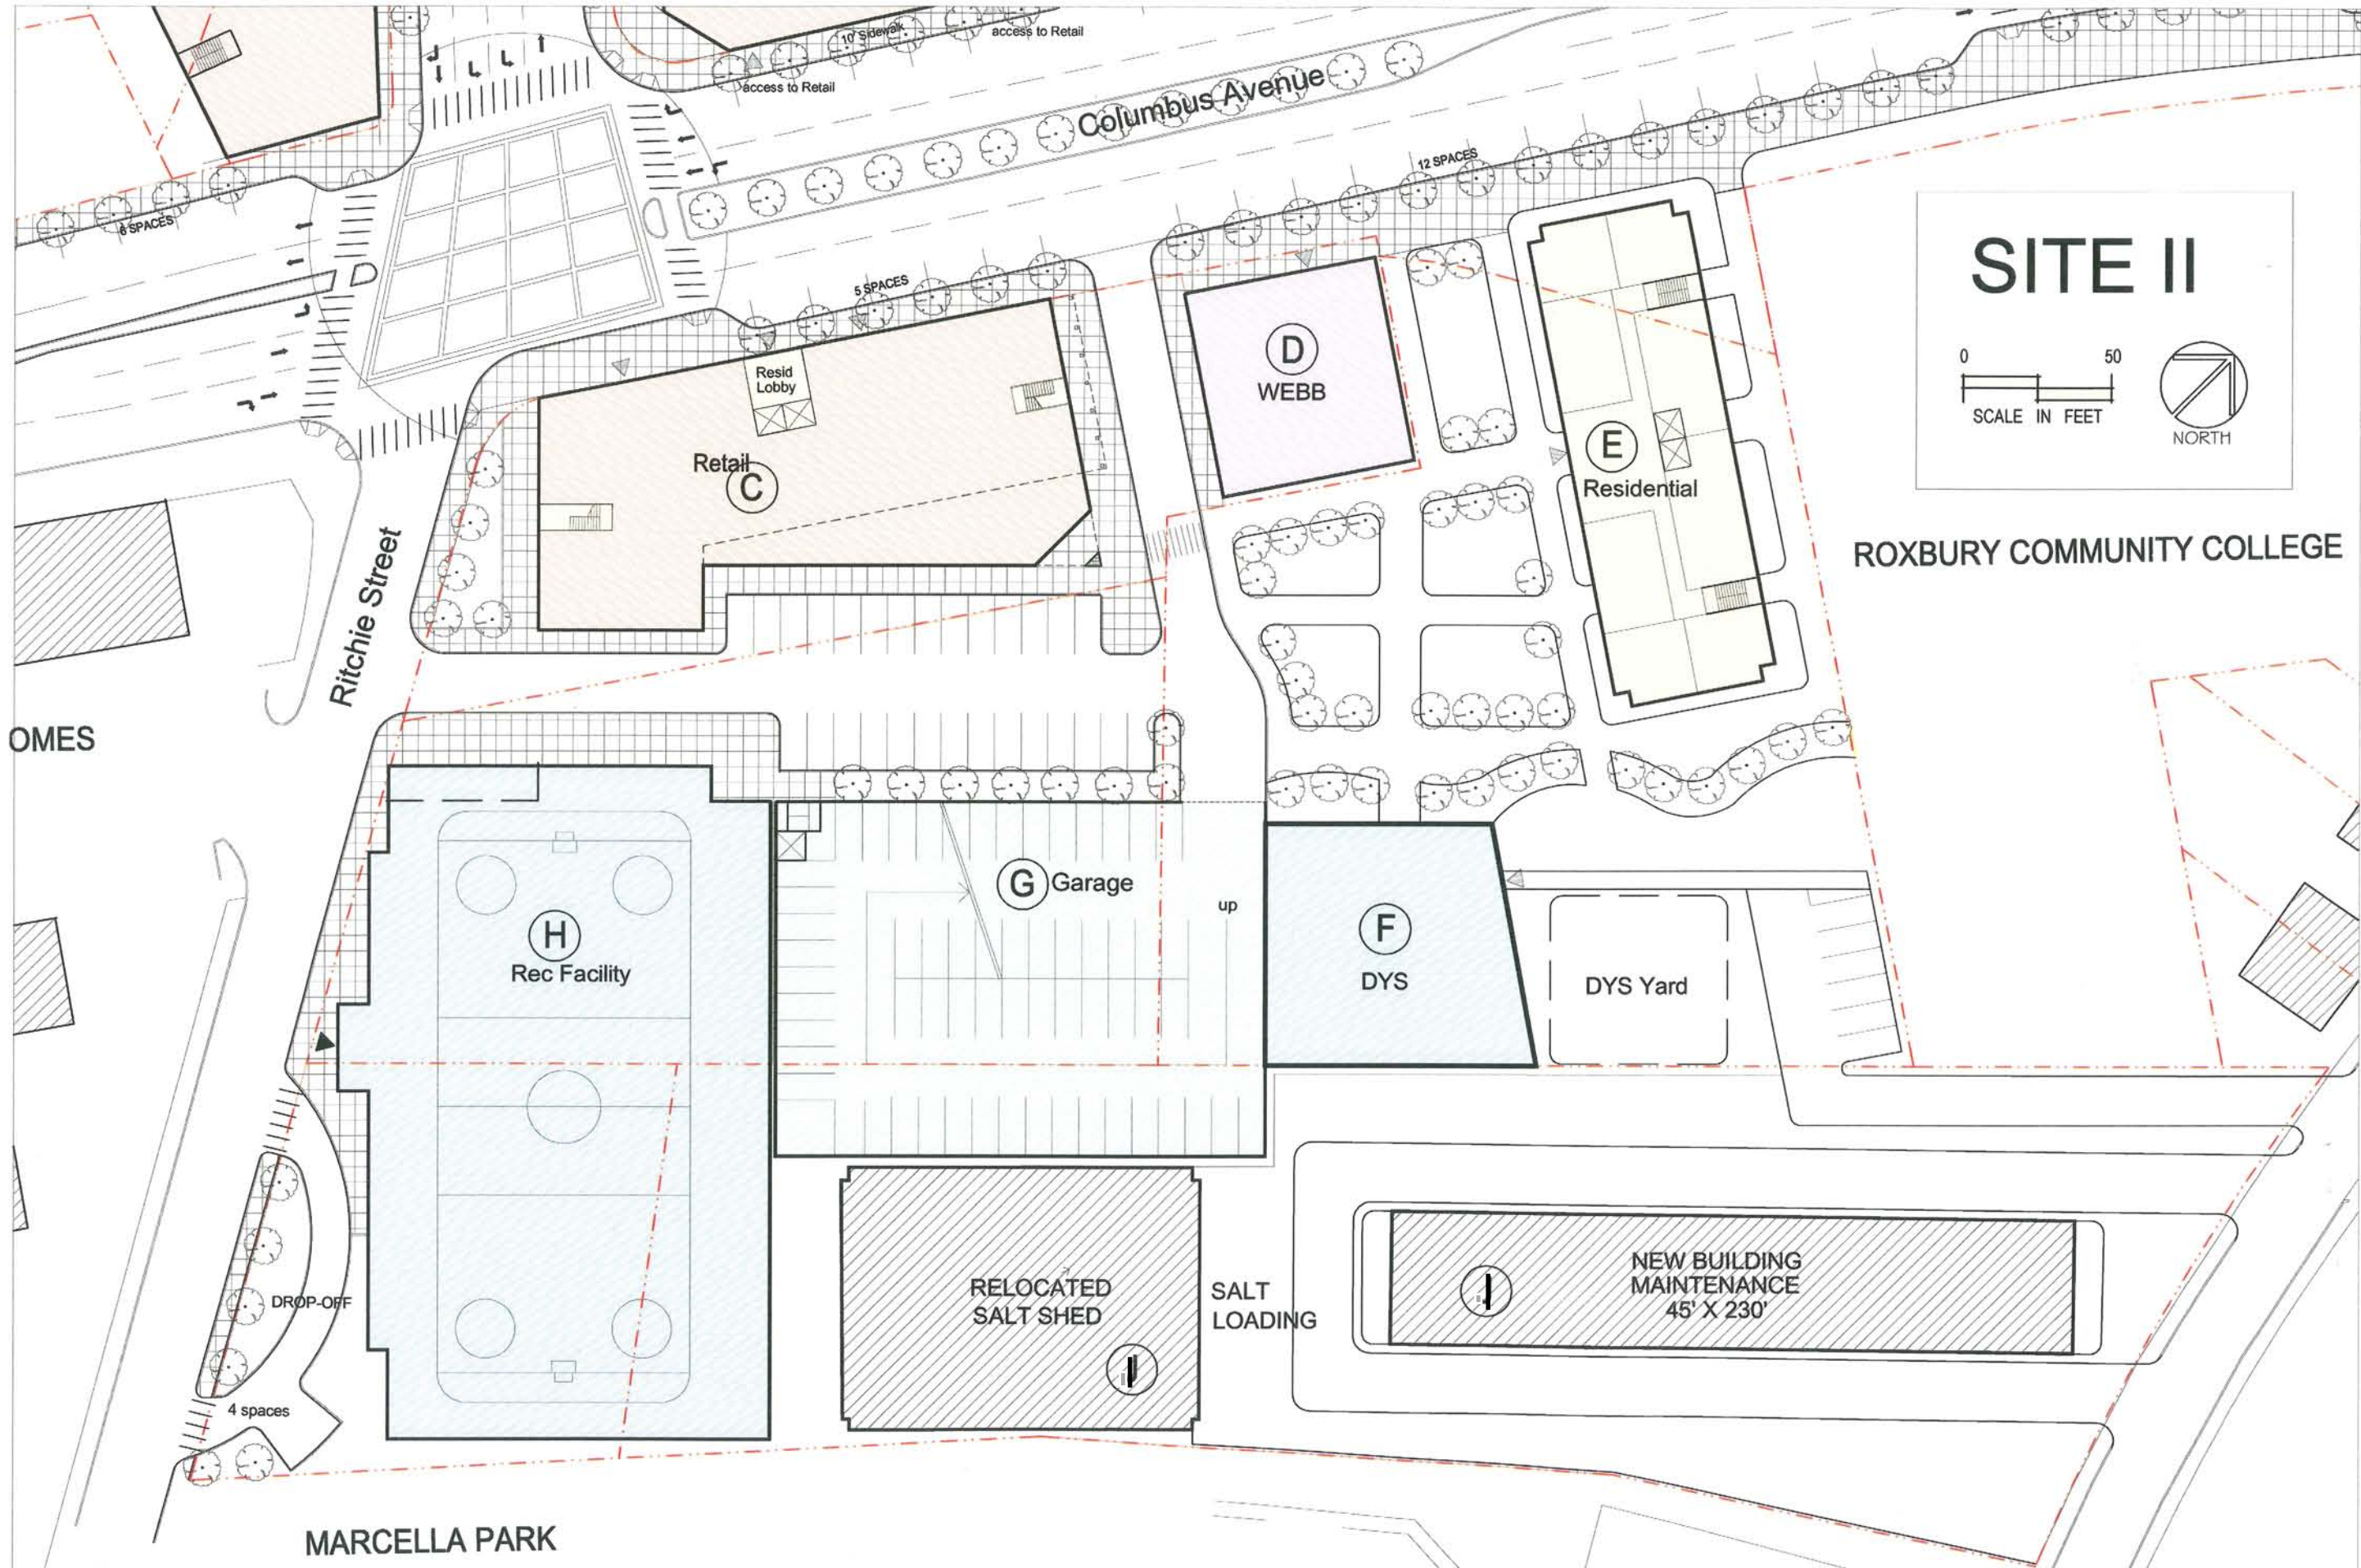 10' Sidewalk
access to Retail
access to Retail
Columbus Avenue
12 SPACES
6 SPACES
5 SPACES
SITE II
0 50
SCALE IN FEET
NORTH
Resid
Lobby
Retail
C
D
WEBB
E
Residential
ROXBURY COMMUNITY COLLEGE
Ritchie Street
OMES
H
Rec Facility
G Garage
up
F
DYS
DYS Yard
DROP-OFF
4 spaces
RELOCATED
SALT SHED
SALT
LOADING
NEW BUILDING
MAINTENANCE
45' X 230'
MARCELLA PARK